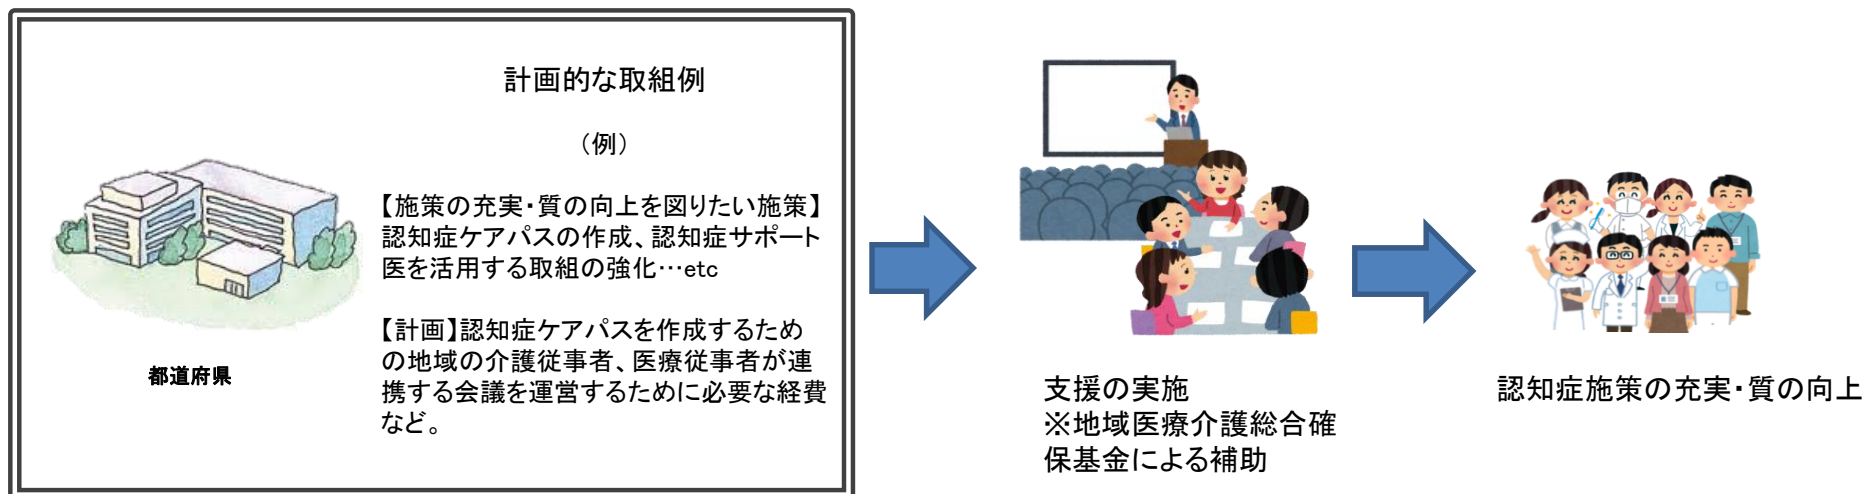 計画的な取組例
（例）
【施策の充実・質の向上を図りたい施策】
認知症ケアパスの作成、認知症サポート
医を活用する取組の強化…etc
【計画】認知症ケアパスを作成するため
の地域の介護従事者、医療従事者が連
携する会議を運営するために必要な経費
など。
都道府県
支援の実施
※地域医療介護総合確
保基金による補助
認知症施策の充実・質の向上